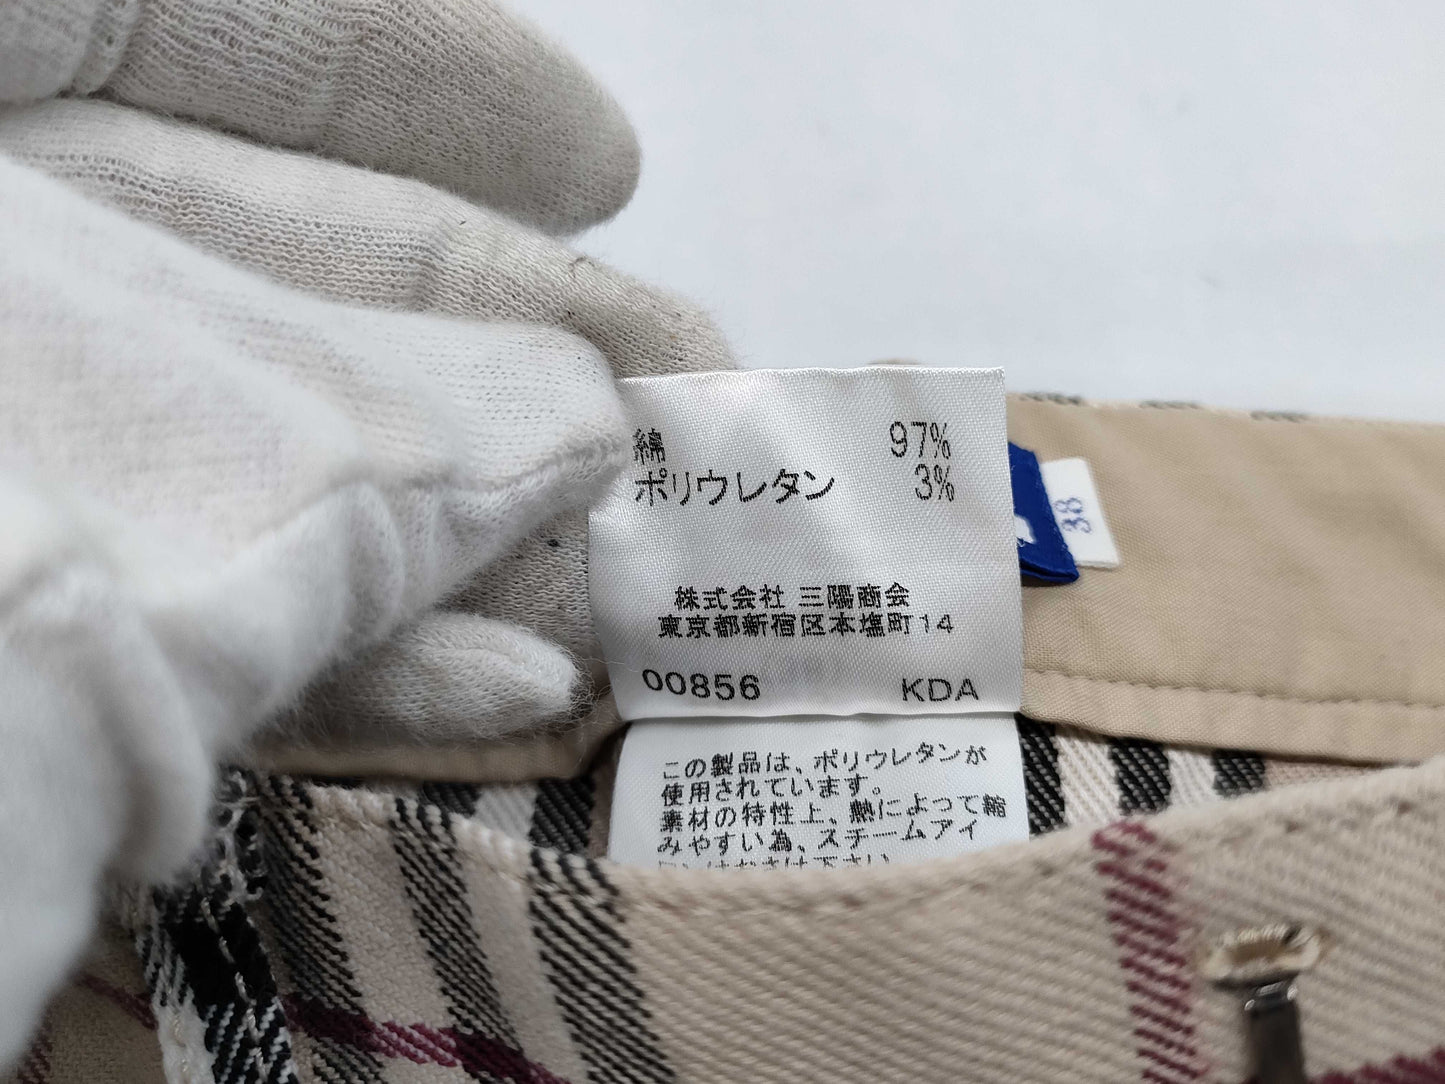 綿 97%
ポリウレタン 3%
株式会社 三陽商会
東京都新宿区本塩町14
00856 KDA
この製品は、ポリウレタンが
使用されています。
素材の特性上、熱によって縮
みやすい為、スチームアイ
38